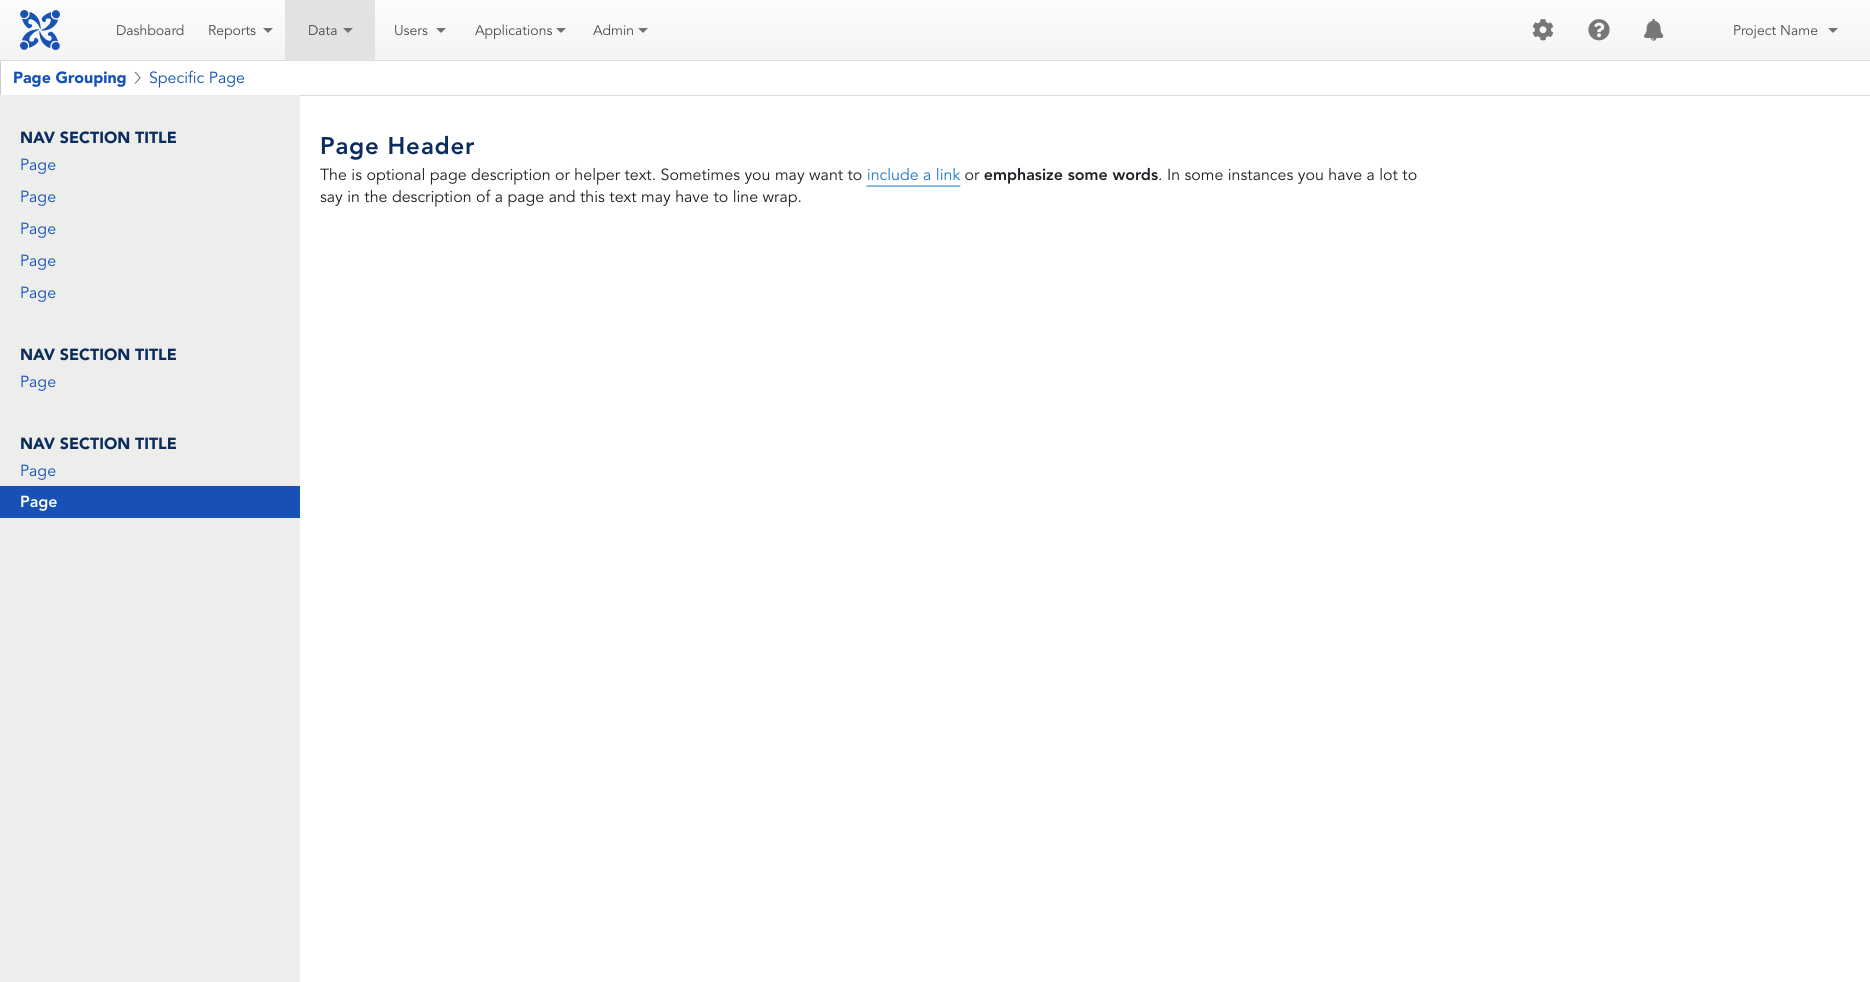 Dashboard Reports Data Users Applications Admin Project Name
Page Grouping > Specific Page
NAV SECTION TITLE
Page
Page
Page
Page
Page
NAV SECTION TITLE
Page
NAV SECTION TITLE
Page
Page
Page Header
The is optional page description or helper text. Sometimes you may want to include a link or emphasize some words. In some instances you have a lot to
say in the description of a page and this text may have to line wrap.